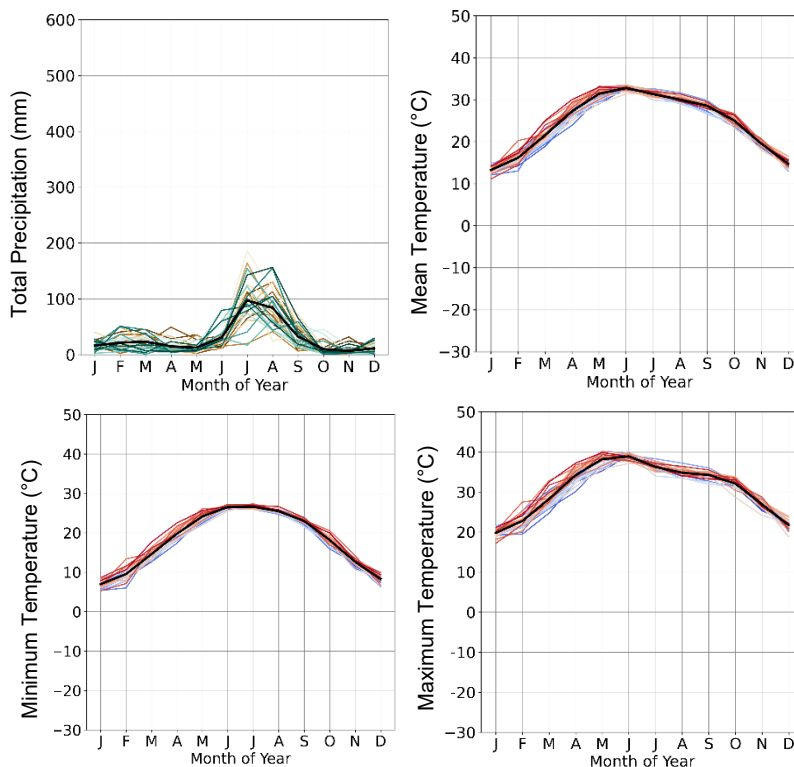 Total Precipitation (mm)
600
500
400
300
200
100
0
J F M A M J J A S O N D
Month of Year
Mean Temperature (°C)
50
40
30
20
10
0
-10
-20
-30
J F M A M J J A S O N D
Month of Year
Minimum Temperature (°C)
50
40
30
20
10
0
-10
-20
-30
J F M A M J J A S O N D
Month of Year
Maximum Temperature (°C)
50
40
30
20
10
0
-10
-20
-30
J F M A M J J A S O N D
Month of Year